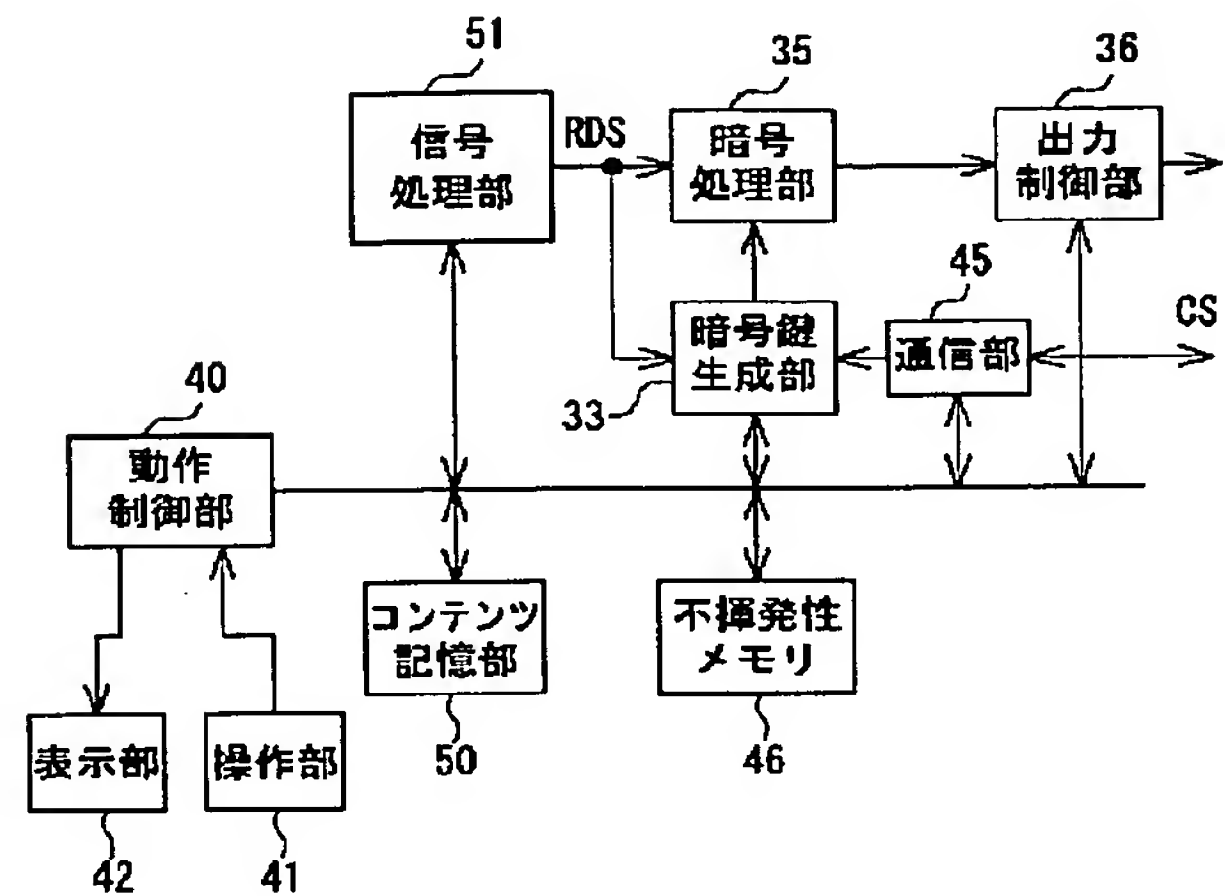 51
信号
処理部
RDS
35
暗号
処理部
36
出力
制御部
45
通信部
CS
暗号鍵
生成部
33
40
動作
制御部
コンテンツ
記憶部
50
不揮発性
メモリ
46
表示部
42
操作部
41